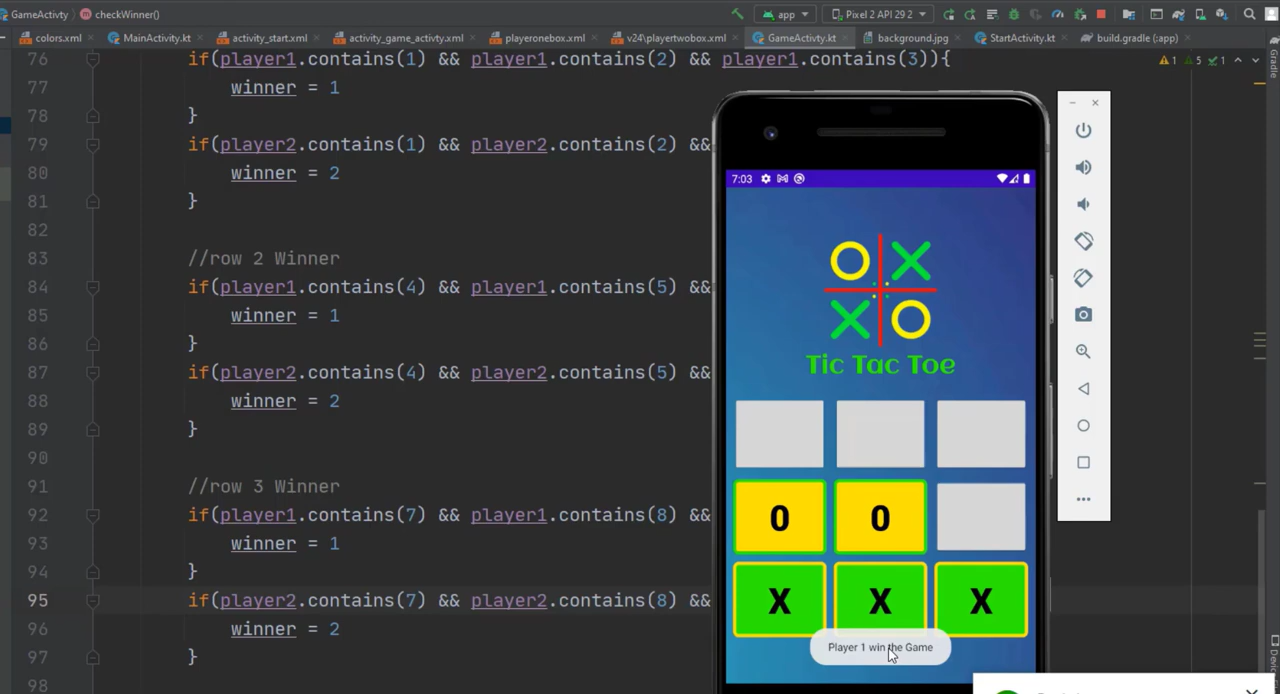 GameActivty
checkWinner()
app
Pixel 2 API 29 2
colors.xml
MainActivity.kt
activity_start.xml
activity_game_activty.xml
playeronebox.xml
v24\playertwobox.xml
GameActivty.kt
background.jpg
StartActivity.kt
build.gradle (:app)
Gradle
76 if(player1.contains(1) && player1.contains(2) && player1.contains(3)){
1 5 1
77 winner = 1
78 }
79 if(player2.contains(1) && player2.contains(2) &&
80 winner = 2
81 }
82
83 //row 2 Winner
84 if(player1.contains(4) && player1.contains(5) &&
85 winner = 1
86 }
87 if(player2.contains(4) && player2.contains(5) &&
88 winner = 2
89 }
90
91 //row 3 Winner
92 if(player1.contains(7) && player1.contains(8) &&
93 winner = 1
94 }
95 if(player2.contains(7) && player2.contains(8) &&
96 winner = 2
97 }
98
7:03
Tic Tac Toe
0 0
X X X
Player 1 win the Game